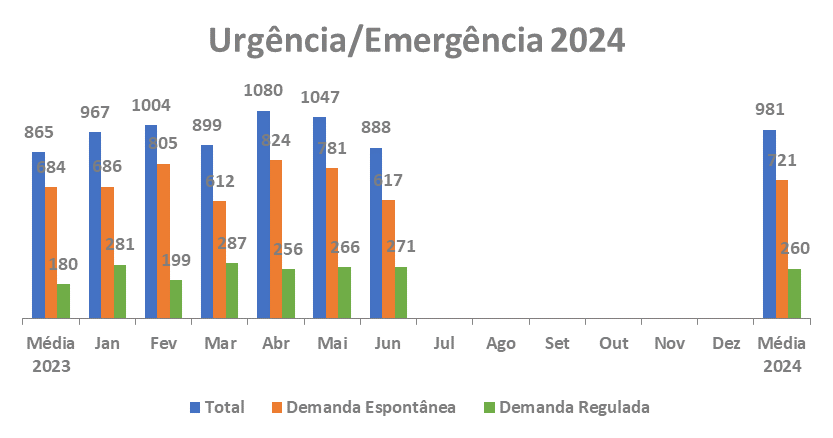 Urgência/Emergência 2024
865 684 180
967 686 281
1004 805 199
899 612 287
1080 824 256
1047 781 266
888 617 271
981 721 260
Média 2023 Jan Fev Mar Abr Mai Jun Jul Ago Set Out Nov Dez Média 2024
Total Demanda Espontânea Demanda Regulada